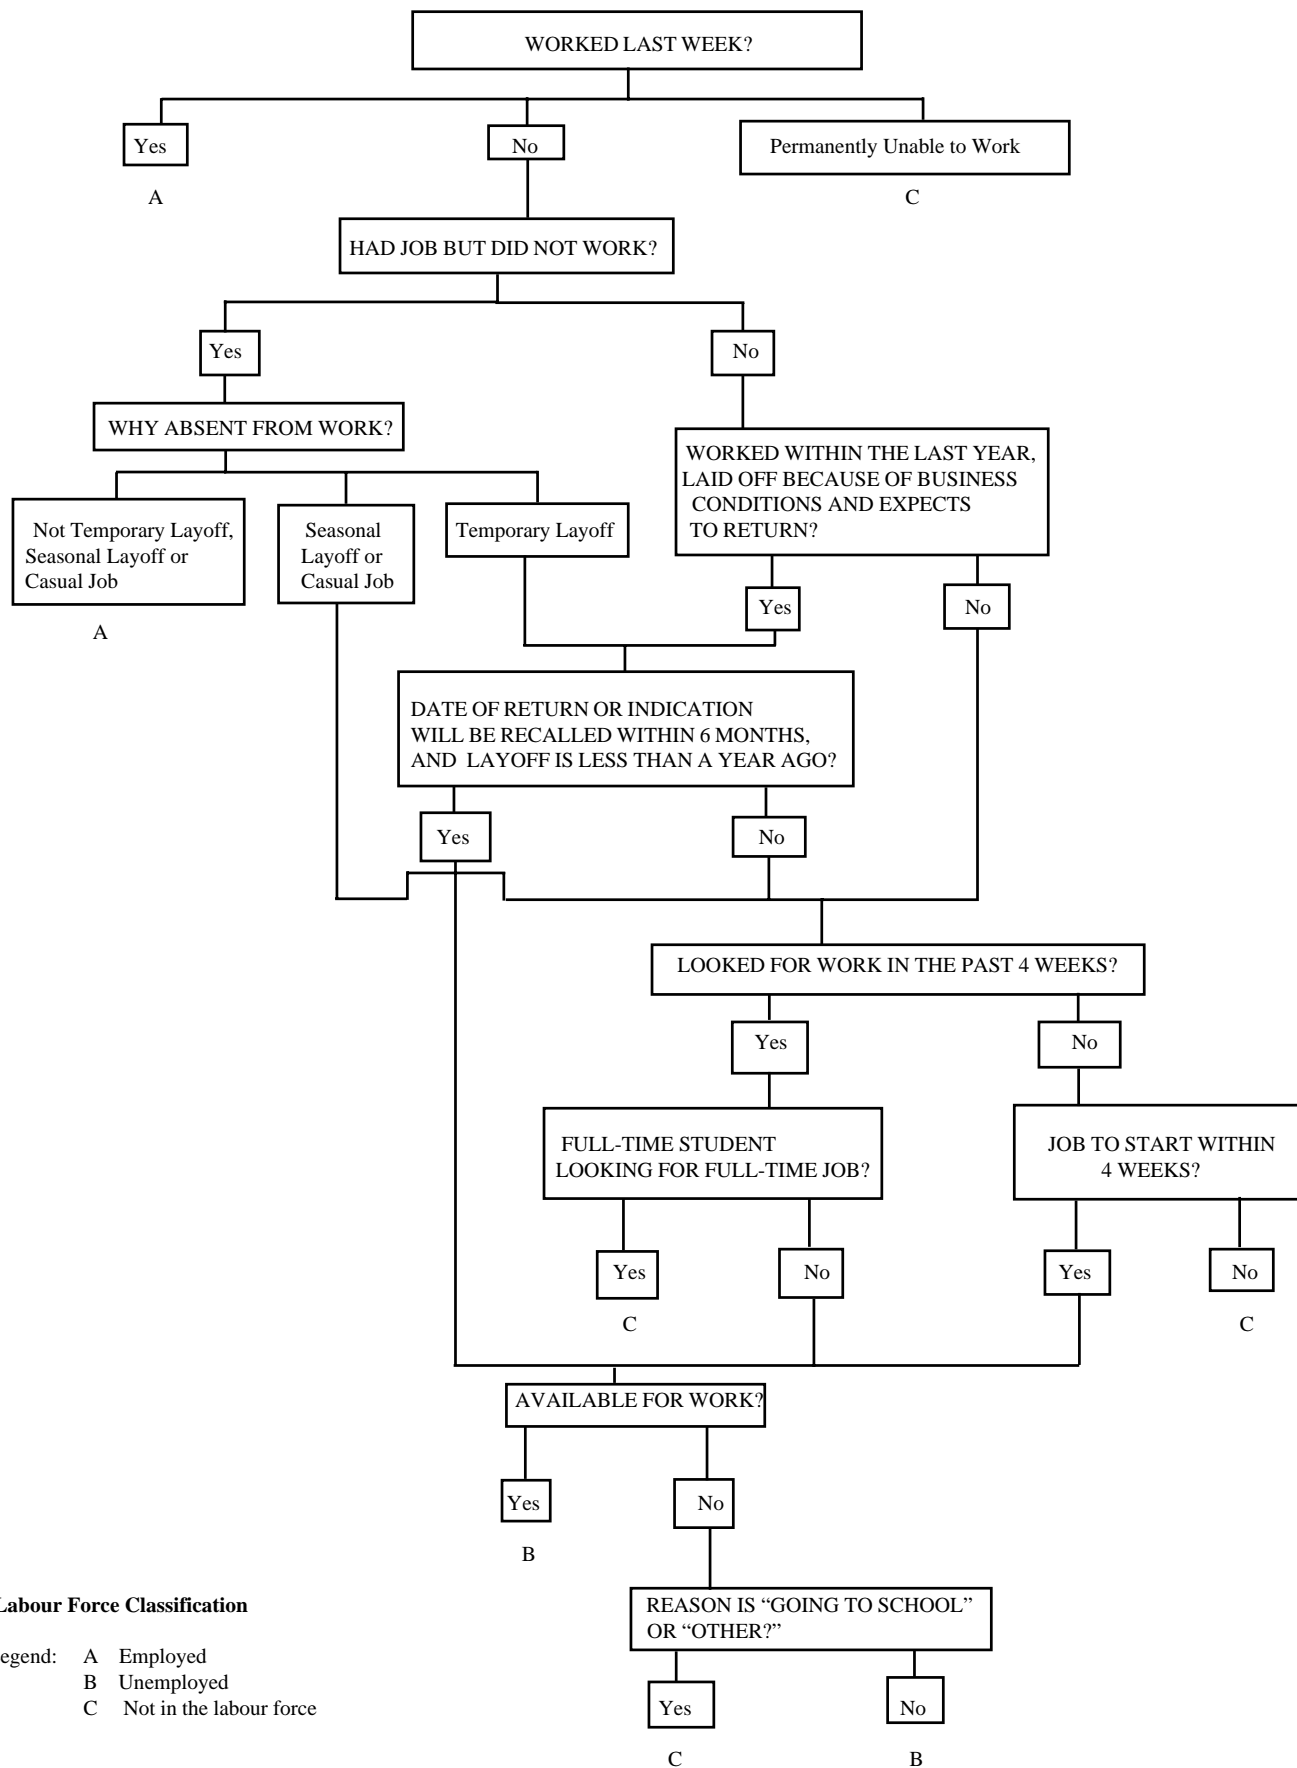 WORKED LAST WEEK?
Yes
No
Permanently Unable to Work
A
C
HAD JOB BUT DID NOT WORK?
Yes
No
WHY ABSENT FROM WORK?
WORKED WITHIN THE LAST YEAR,
LAID OFF BECAUSE OF BUSINESS
CONDITIONS AND EXPECTS
TO RETURN?
Not Temporary Layoff,
Seasonal Layoff or
Casual Job
Seasonal
Layoff or
Casual Job
Temporary Layoff
A
Yes
No
DATE OF RETURN OR INDICATION
WILL BE RECALLED WITHIN 6 MONTHS,
AND LAYOFF IS LESS THAN A YEAR AGO?
Yes
No
LOOKED FOR WORK IN THE PAST 4 WEEKS?
Yes
No
FULL-TIME STUDENT
LOOKING FOR FULL-TIME JOB?
JOB TO START WITHIN
4 WEEKS?
Yes
No
Yes
No
C
C
AVAILABLE FOR WORK?
Yes
No
B
REASON IS “GOING TO SCHOOL”
OR “OTHER?”
Yes
No
C
B
Labour Force Classification
egend: A Employed
B Unemployed
C Not in the labour force